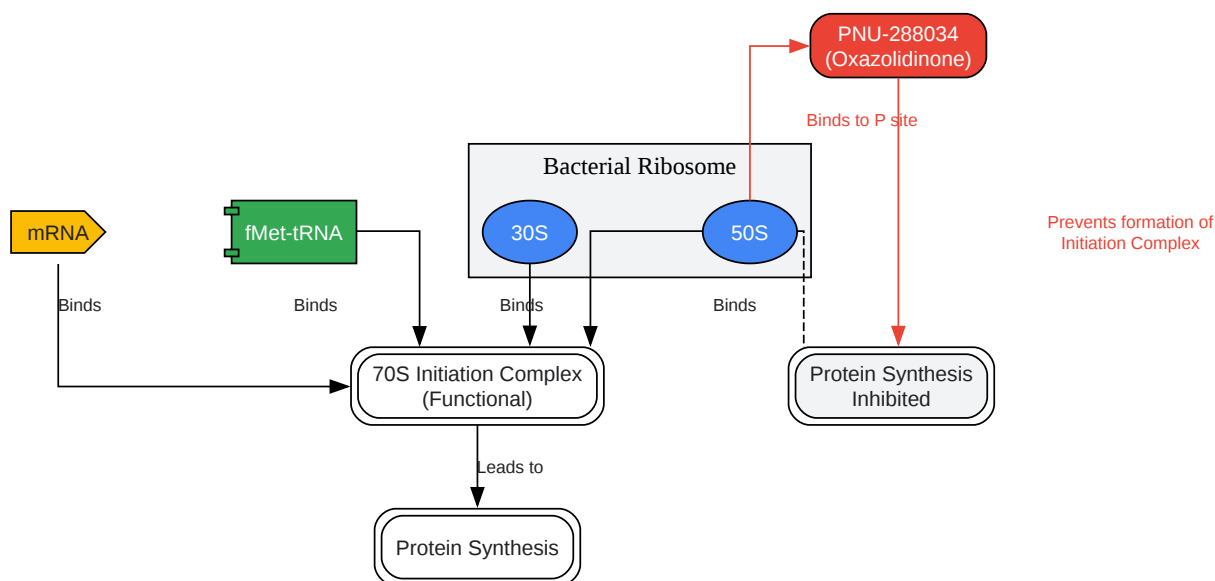 PNU-288034
(Oxazolidinone)
Binds to P site
Bacterial Ribosome
mRNA
fMet-tRNA
30S
50S
Prevents formation of
Initiation Complex
Binds
Binds
Binds
Binds
70S Initiation Complex
(Functional)
Protein Synthesis
Inhibited
Leads to
Protein Synthesis